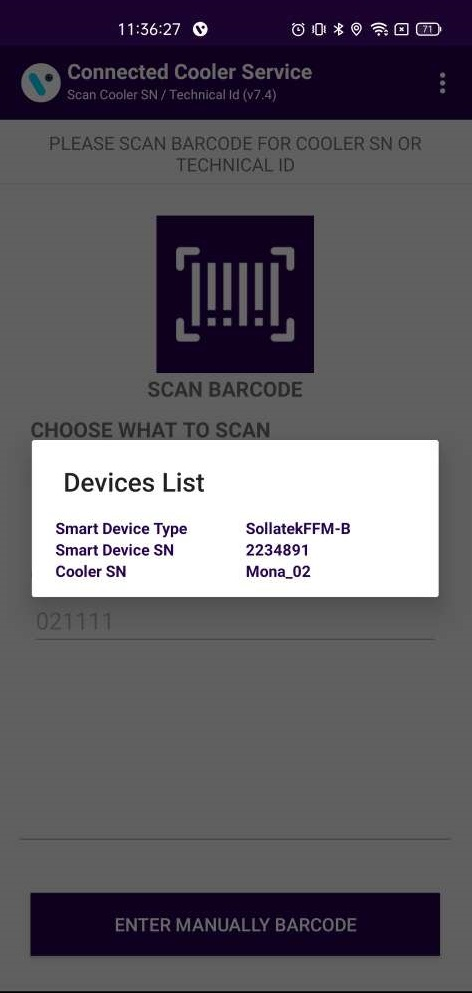 11:36:27
71
Connected Cooler Service
Scan Cooler SN / Technical Id (v7.4)
PLEASE SCAN BARCODE FOR COOLER SN OR
TECHNICAL ID
SCAN BARCODE
CHOOSE WHAT TO SCAN
Devices List
Smart Device Type SollatekFFM-B
Smart Device SN 2234891
Cooler SN Mona_02
021111
ENTER MANUALLY BARCODE